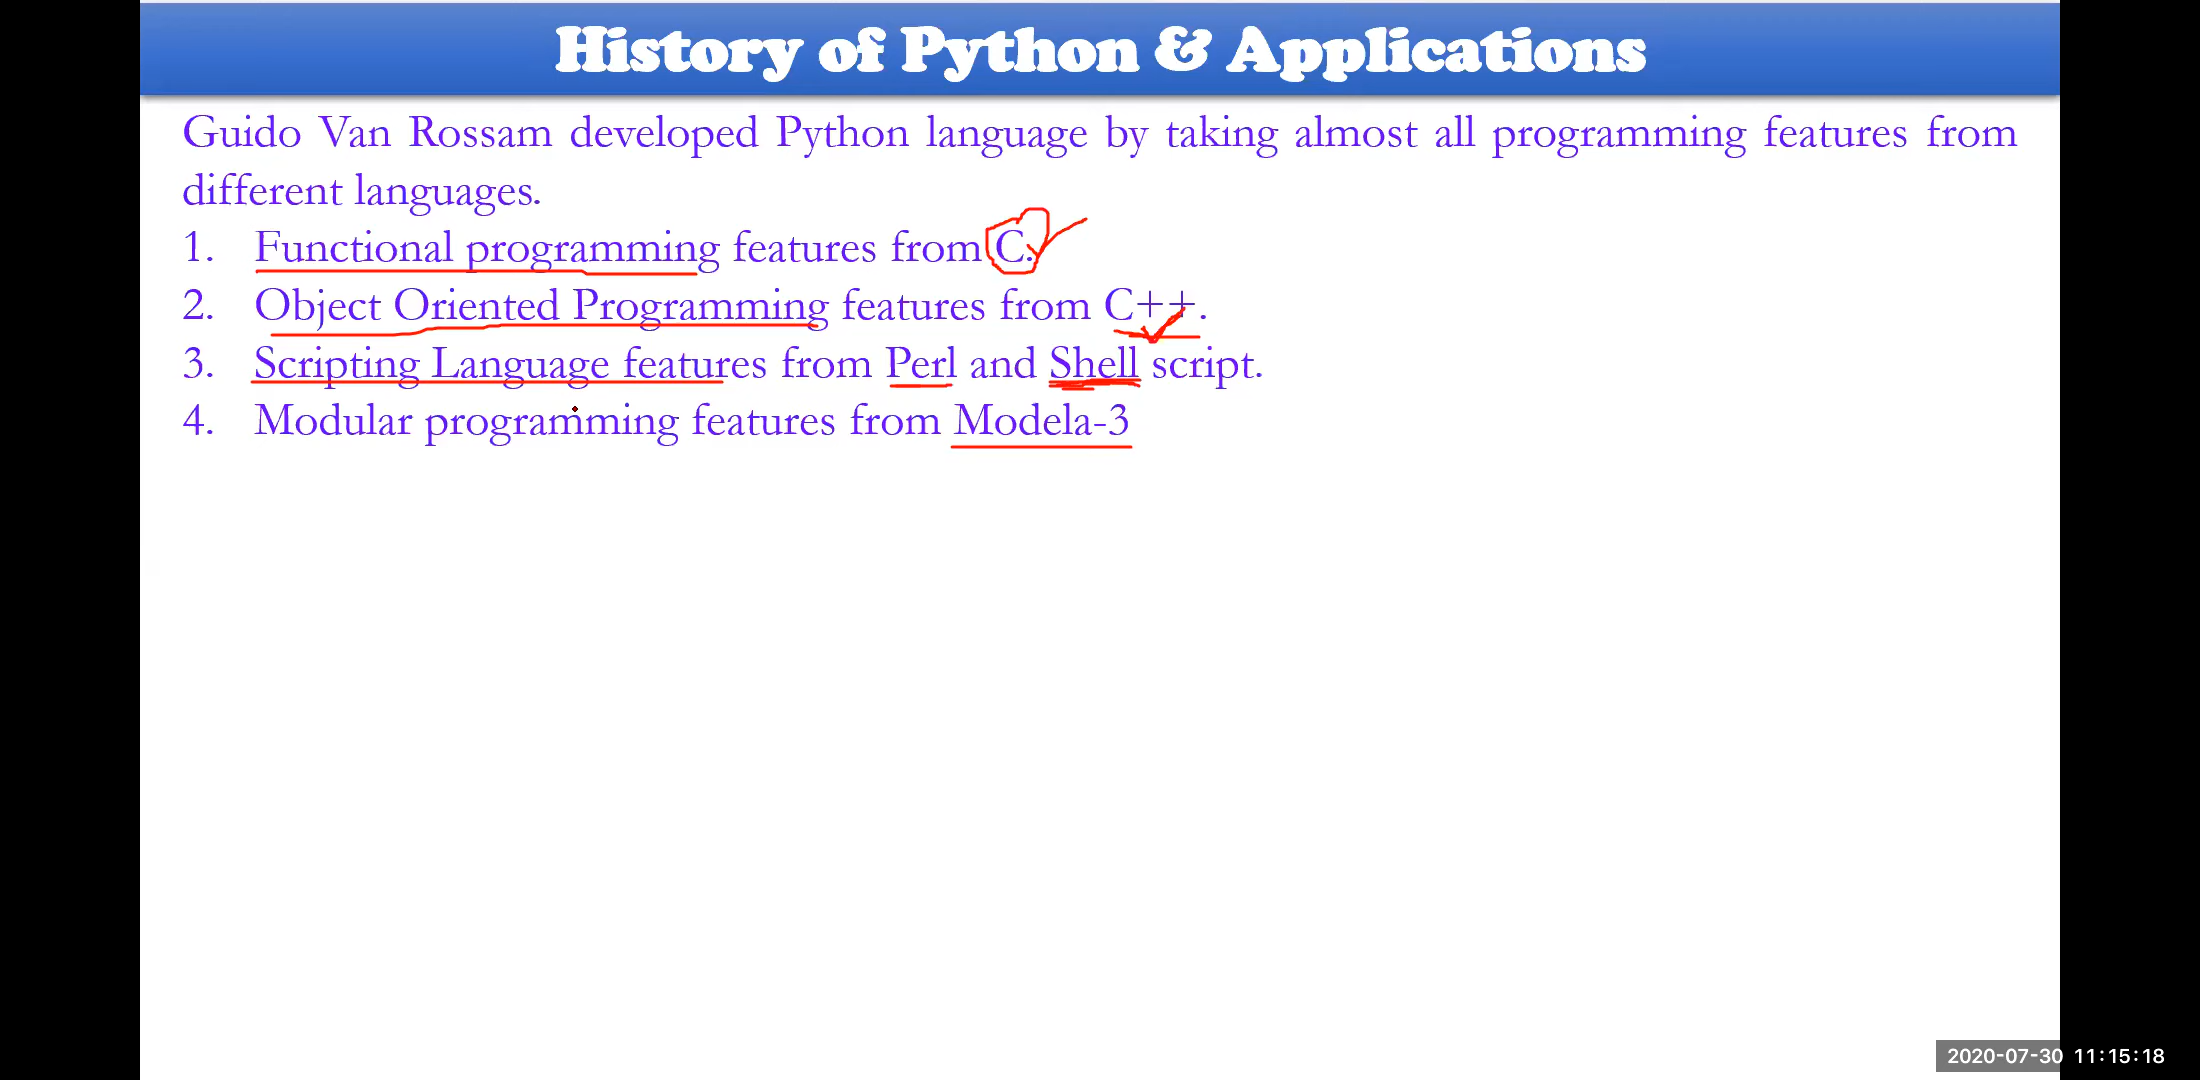 History of Python & Applications
Guido Van Rossam developed Python language by taking almost all programming features from
different languages.
1. Functional programming features from C.
2. Object Oriented Programming features from C++.
3. Scripting Language features from Perl and Shell script.
4. Modular programming features from Modela-3
2020-07-30 11:15:18